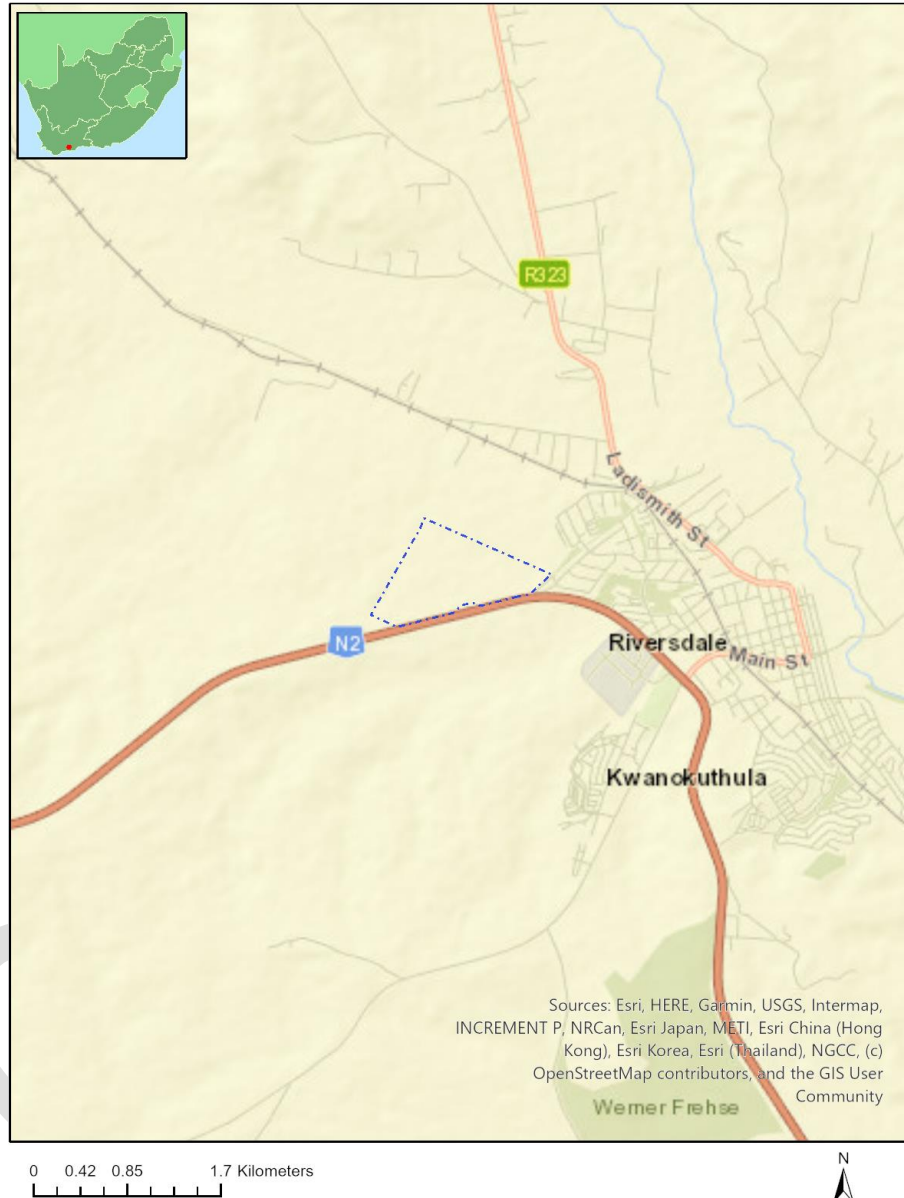 R323
Ladismith St
N2
Riversdale
Main St
Kwanokuthula
Sources: Esri, HERE, Garmin, USGS, Intermap,
INCREMENT P, NRCan, Esri Japan, METI, Esri China (Hong
Kong), Esri Korea, Esri (Thailand), NGCC, (c)
OpenStreetMap contributors, and the GIS User
Community
Werner Frehse
0 0.42 0.85 1.7 Kilometers
N